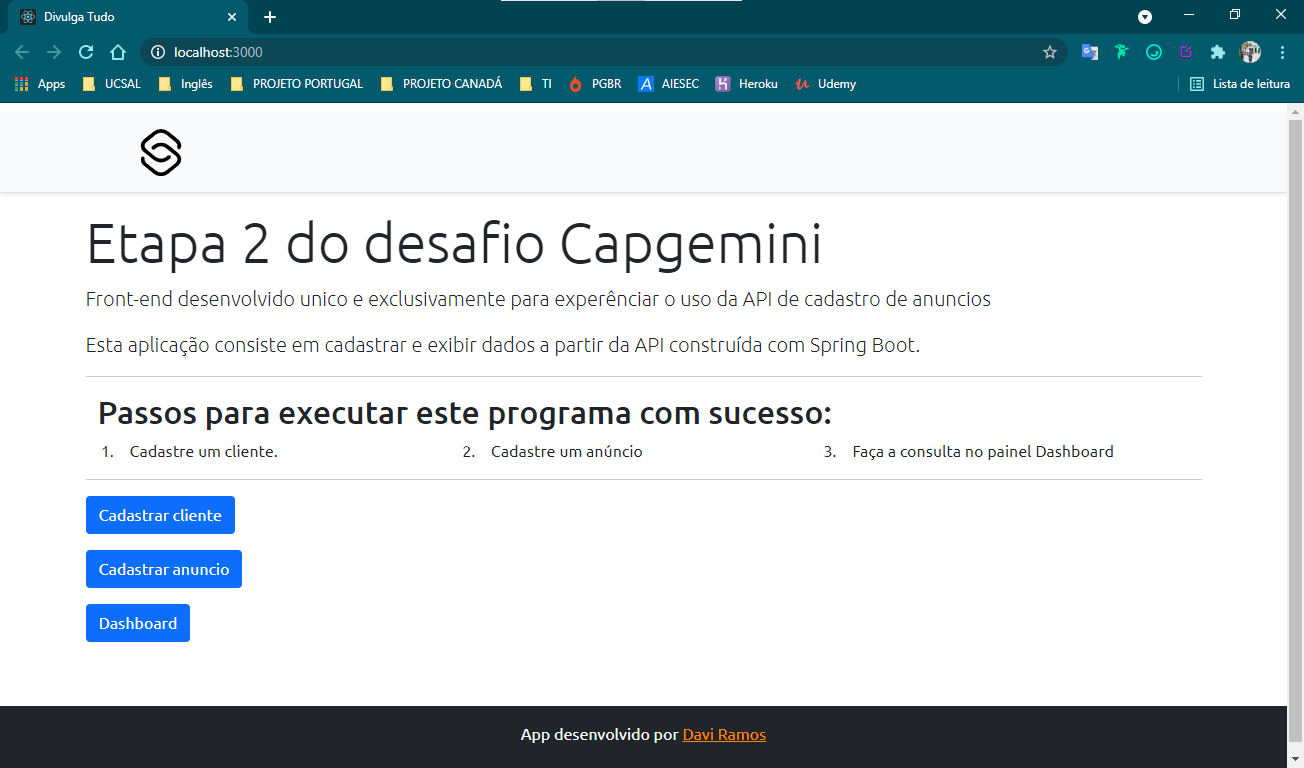 Divulga Tudo
localhost:3000
Apps UCSAL Inglês PROJETO PORTUGAL PROJETO CANADÁ TI PGBR AIESEC Heroku Udemy Lista de leitura
Etapa 2 do desafio Capgemini
Front-end desenvolvido unico e exclusivamente para experênciar o uso da API de cadastro de anuncios
Esta aplicação consiste em cadastrar e exibir dados a partir da API construída com Spring Boot.
Passos para executar este programa com sucesso:
1. Cadastre um cliente. 2. Cadastre um anúncio 3. Faça a consulta no painel Dashboard
Cadastrar cliente
Cadastrar anuncio
Dashboard
App desenvolvido por Davi Ramos